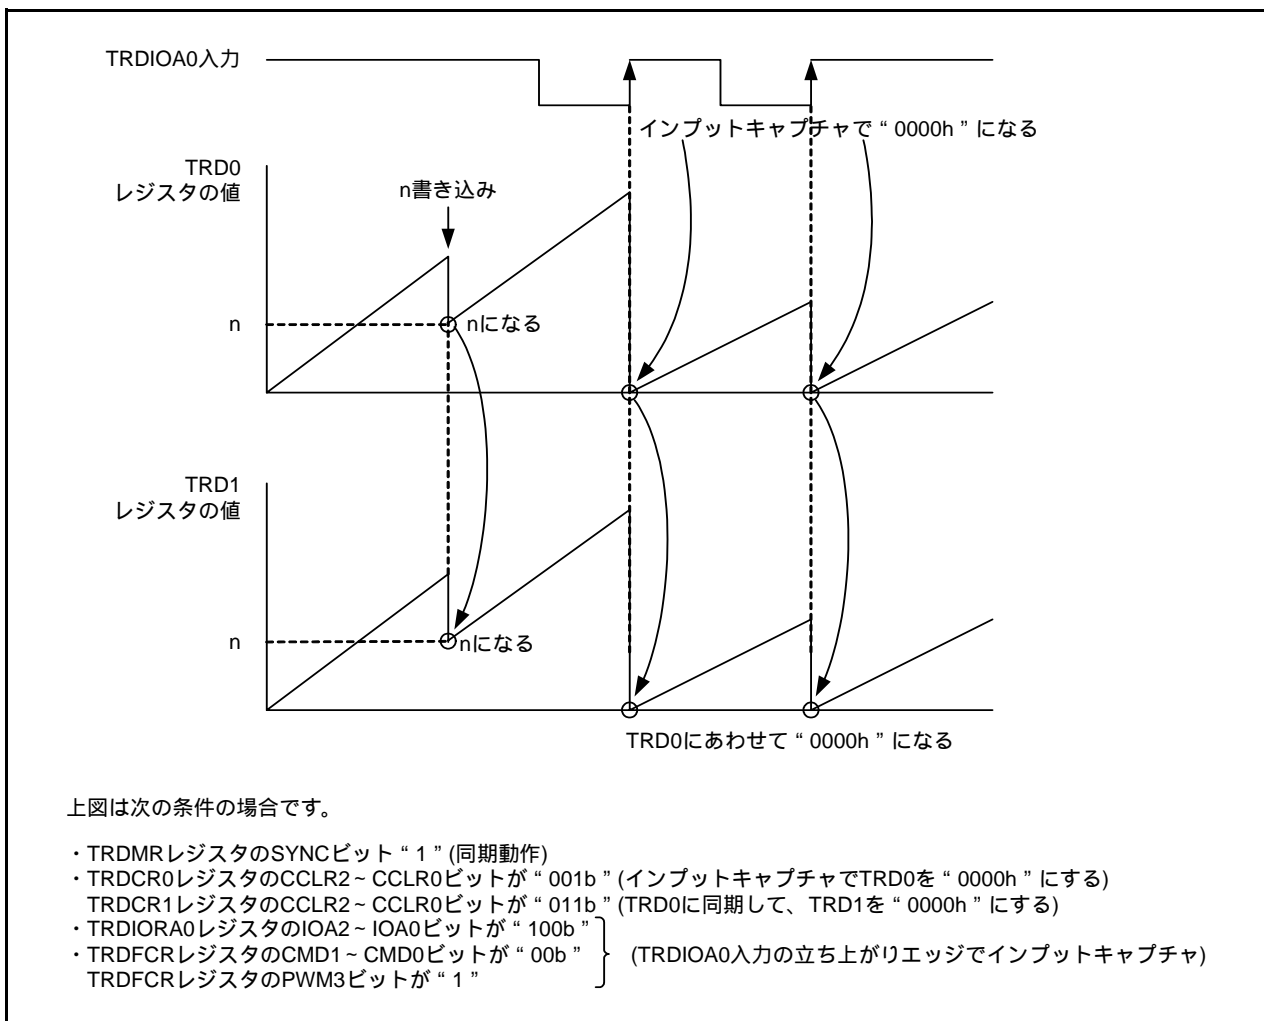 TRDIOA0入力
インプットキャプチャで“0000h”になる
TRD0
レジスタの値
n書き込み
n
nになる
TRD1
レジスタの値
n
nになる
TRD0にあわせて“0000h”になる
上図は次の条件の場合です。
・TRDMRレジスタのSYNCビット“1”(同期動作)
・TRDCR0レジスタのCCLR2~CCLR0ビットが“001b”(インプットキャプチャでTRD0を“0000h”にする)
TRDCR1レジスタのCCLR2~CCLR0ビットが“011b”(TRD0に同期して、TRD1を“0000h”にする)
・TRDIORA0レジスタのIOA2~IOA0ビットが“100b”
・TRDFCRレジスタのCMD1~CMD0ビットが“00b” (TRDIOA0入力の立ち上がりエッジでインプットキャプチャ)
TRDFCRレジスタのPWM3ビットが“1”